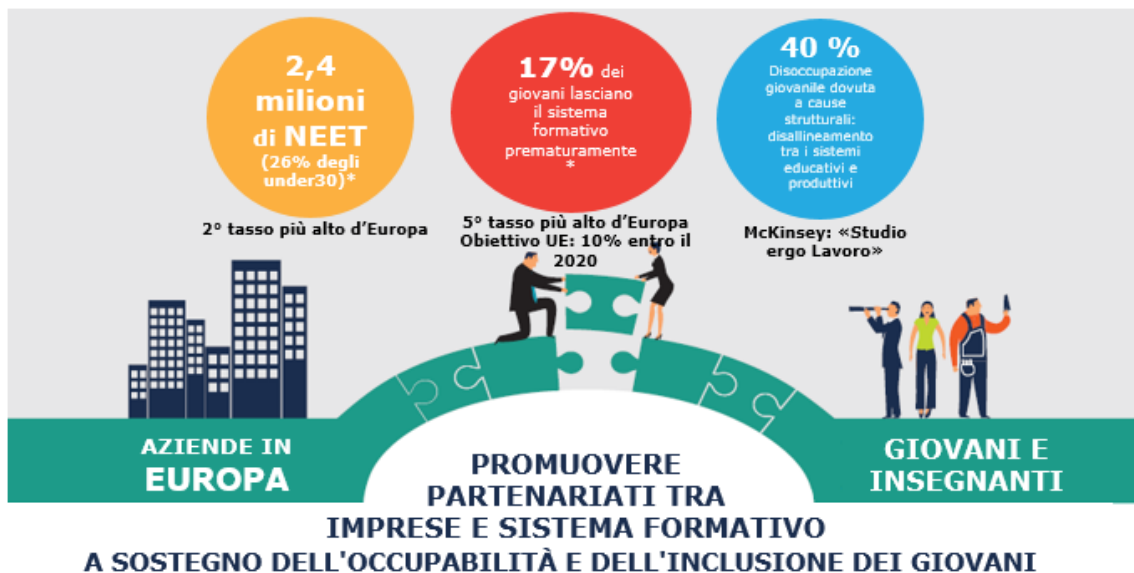 2,4
milioni
di NEET
(26% degli
under30)*
2° tasso più alto d'Europa
17% dei
giovani lasciano
il sistema
formativo
prematuramente
*
5° tasso più alto d'Europa
Obiettivo UE: 10% entro il
2020
40 %
Disoccupazione
giovanile dovuta
a cause
strutturali:
disallineamento
tra i sistemi
educativi e
produttivi
McKinsey: «Studio
ergo Lavoro»
AZIENDE IN
EUROPA
GIOVANI E
INSEGNANTI
PROMUOVERE
PARTENARIATI TRA
IMPRESE E SISTEMA FORMATIVO
A SOSTEGNO DELL'OCCUPABILITÀ E DELL'INCLUSIONE DEI GIOVANI